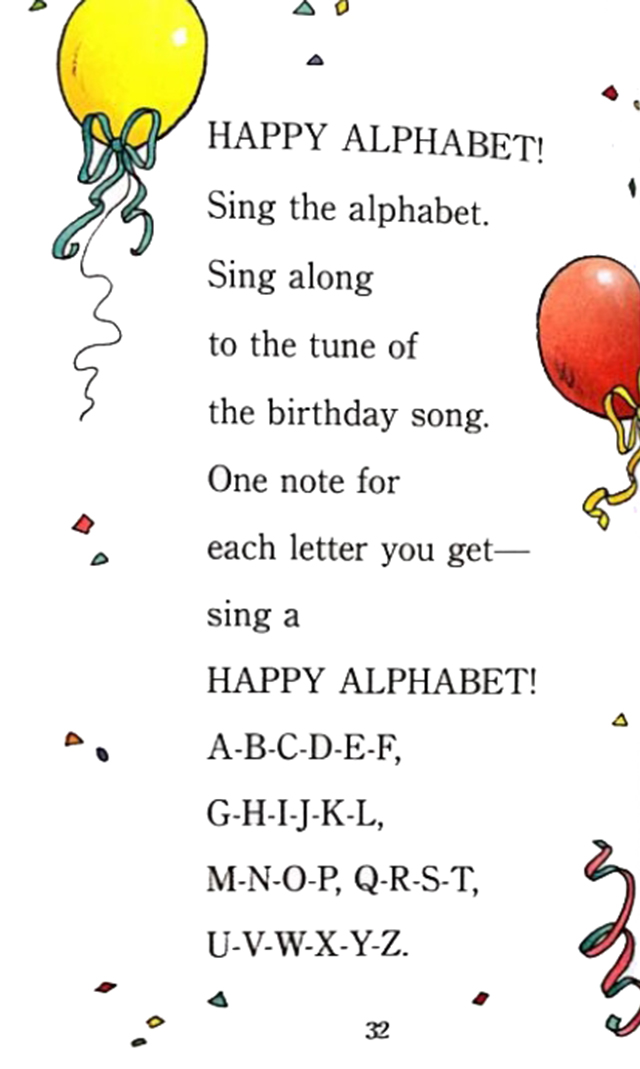 HAPPY ALPHABET!
Sing the alphabet.
Sing along
to the tune of
the birthday song.
One note for
each letter you get—
sing a
HAPPY ALPHABET!
A-B-C-D-E-F,
G-H-I-J-K-L,
M-N-O-P, Q-R-S-T,
U-V-W-X-Y-Z.
32